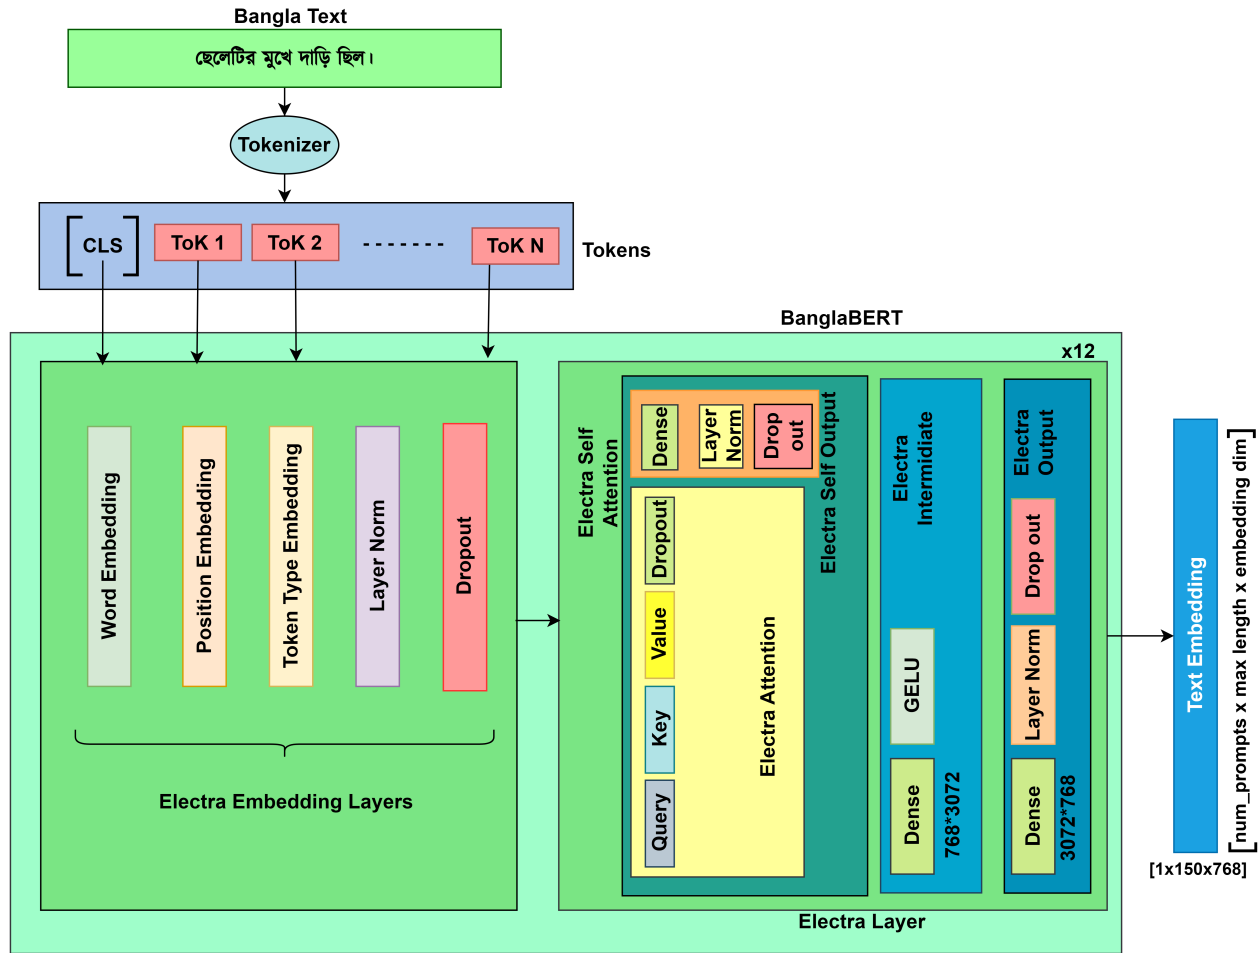 Bangla Text
ছেলেটির মুখে দাড়ি ছিল।
Tokenizer
[CLS]
ToK 1
ToK 2
-------
ToK N
Tokens
BanglaBERT
x12
Word Embedding
Position Embedding
Token Type Embedding
Layer Norm
Dropout
Electra Embedding Layers
Electra Self
Attention
Dense
Layer
Norm
Drop
out
Electra Self Output
Dropout
Value
Key
Query
Electra Attention
Electra
Intermidiate
GELU
Dense
768*3072
Electra
Output
Drop out
Layer Norm
Dense
3072*768
Electra Layer
Text Embedding
[num_prompts x max length x embedding dim]
[1x150x768]